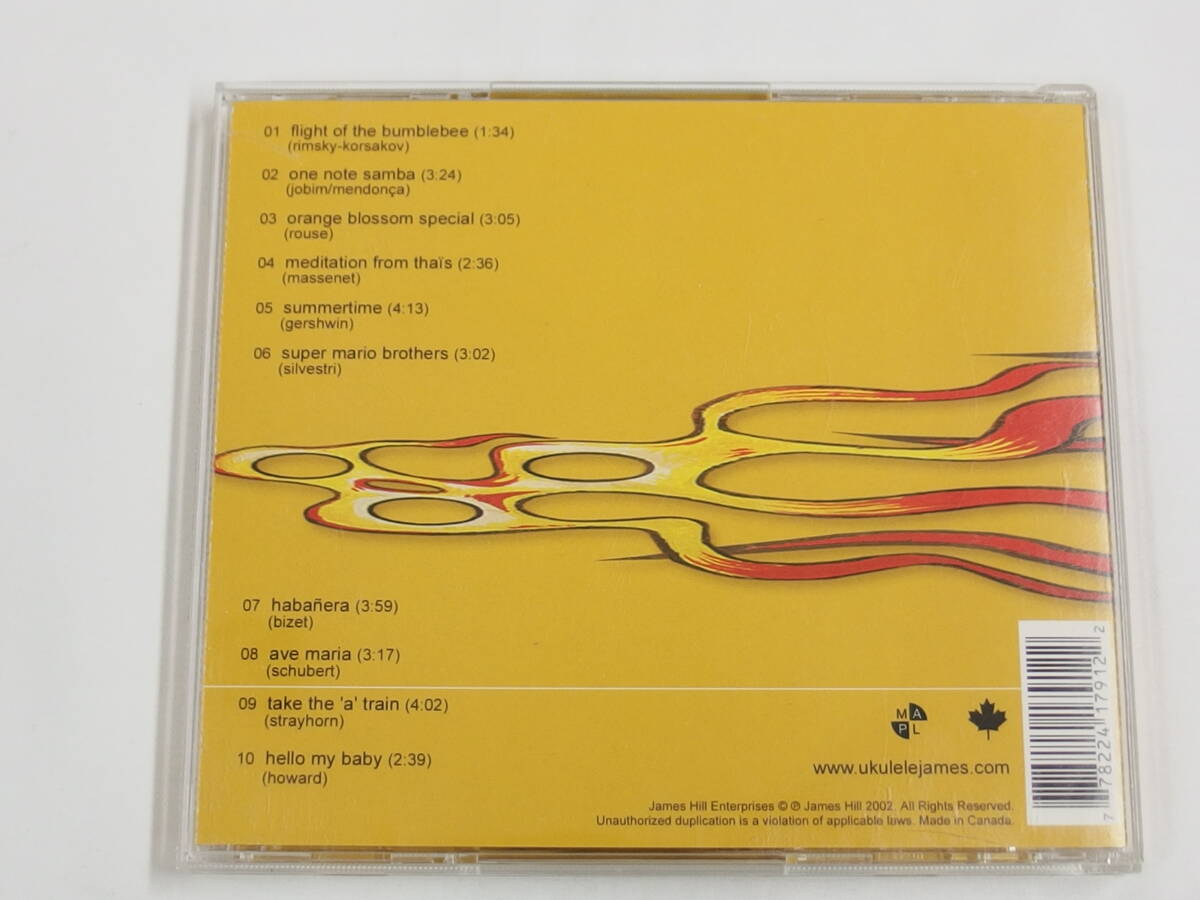 01 flight of the bumblebee (1:34)
(rimsky-korsakov)
02 one note samba (3:24)
(jobim/mendonça)
03 orange blossom special (3:05)
(rouse)
04 meditation from thaïs (2:36)
(massenet)
05 summertime (4:13)
(gershwin)
06 super mario brothers (3:02)
(silvestri)
07 habañera (3:59)
(bizet)
08 ave maria (3:17)
(schubert)
09 take the 'a' train (4:02)
(strayhorn)
10 hello my baby (2:39)
(howard)
M A
P L
www.ukulelejames.com
James Hill Enterprises © ℗ James Hill 2002. All Rights Reserved.
Unauthorized duplication is a violation of applicable laws. Made in Canada.
7 78224 17912 2